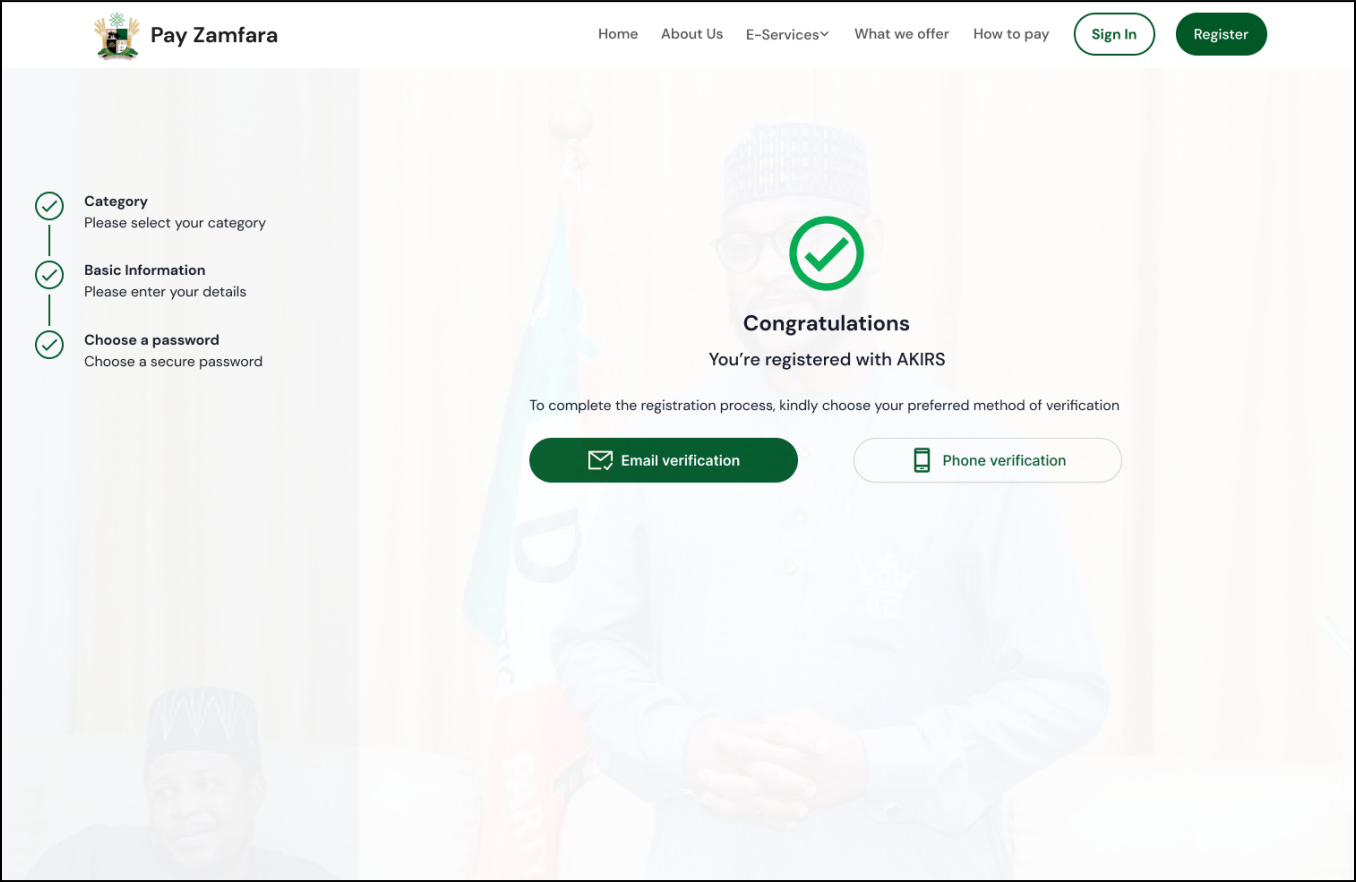 Pay Zamfara
Home About Us E-Services What we offer How to pay Sign In Register
Category
Please select your category
Basic Information
Please enter your details
Choose a password
Choose a secure password
Congratulations
You’re registered with AKIRS
To complete the registration process, kindly choose your preferred method of verification
Email verification Phone verification
D
PART